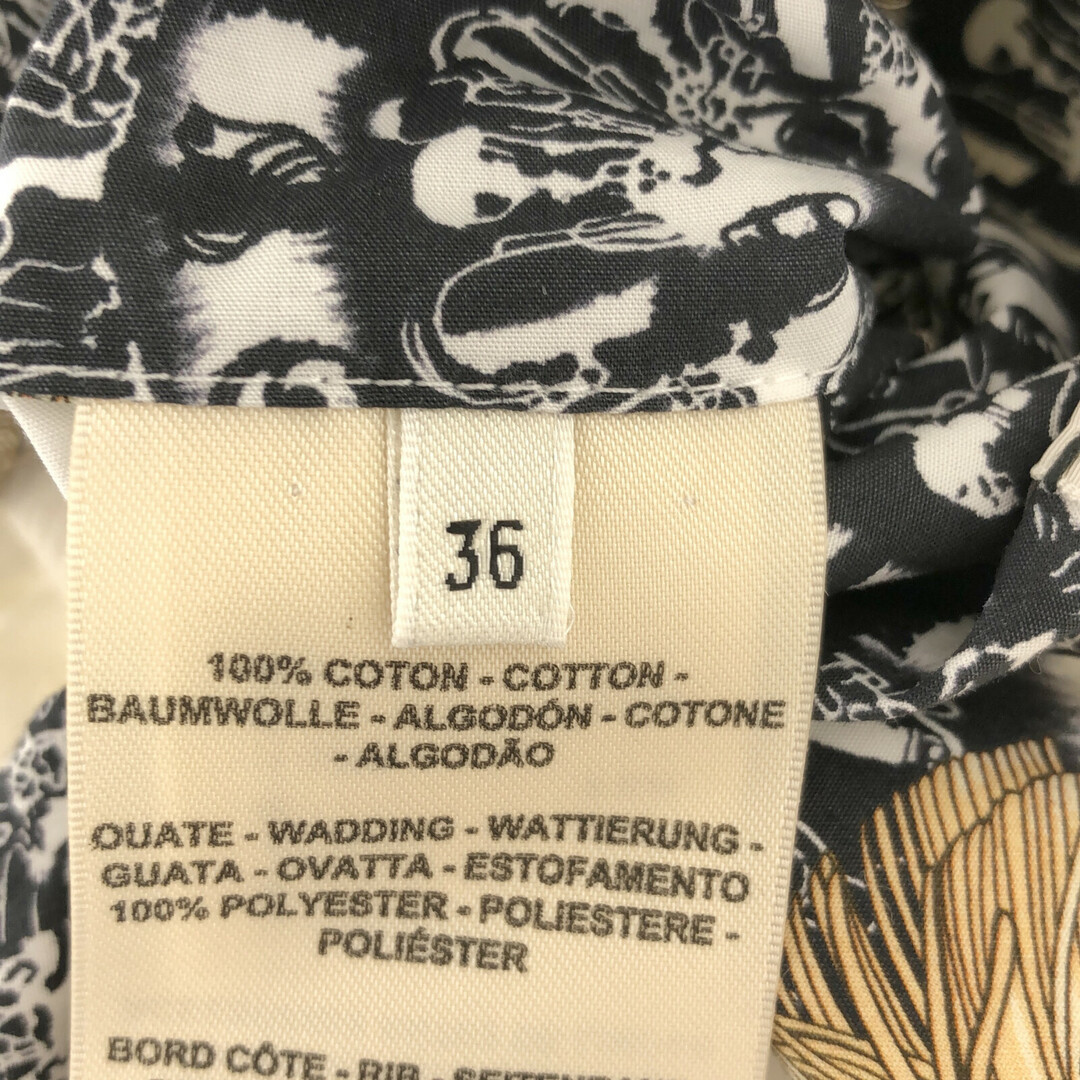 36
100% COTON - COTTON -
BAUMWOLLE - ALGODÓN - COTONE
- ALGODÃO
OUATE - WADDING - WATTIERUNG -
GUATA - OVATTA - ESTOFAMENTO
100% POLYESTER - POLIESTERE -
POLIÉSTER
BORD CÔTE - RIB -